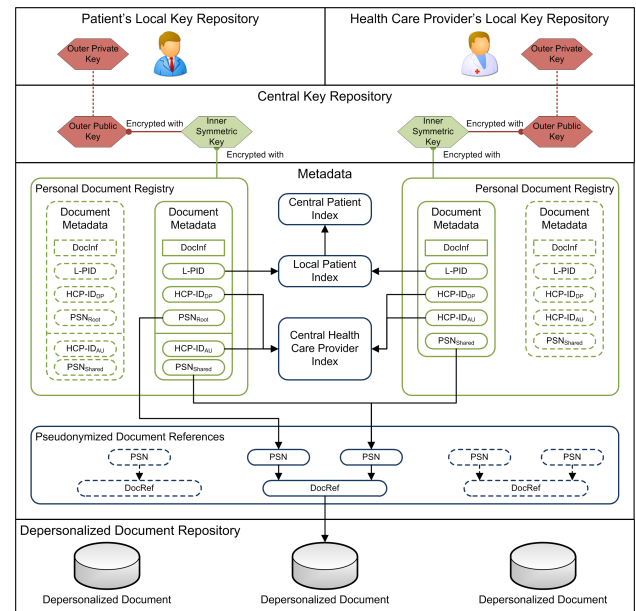 Patient's Local Key Repository
Health Care Provider's Local Key Repository
Outer Private
Key
Outer Private
Key
Central Key Repository
Outer Public
Key
Encrypted with
Inner
Symmetric
Key
Encrypted with
Inner
Symmetric
Key
Encrypted with
Outer Public
Key
Encrypted with
Metadata
Personal Document Registry
Document
Metadata
DocInf
L-PID
HCP-IDDP
PSNRoot
HCP-IDAU
PSNShared
Document
Metadata
DocInf
L-PID
HCP-IDDP
PSNRoot
HCP-IDAU
PSNShared
Central Patient
Index
Local Patient
Index
Central Health
Care Provider
Index
Personal Document Registry
Document
Metadata
DocInf
L-PID
HCP-IDDP
HCP-IDAU
PSNShared
Document
Metadata
DocInf
L-PID
HCP-IDDP
HCP-IDAU
PSNShared
Pseudonymized Document References
PSN
PSN
PSN
PSN
PSN
DocRef
DocRef
DocRef
Depersonalized Document Repository
Depersonalized Document
Depersonalized Document
Depersonalized Document